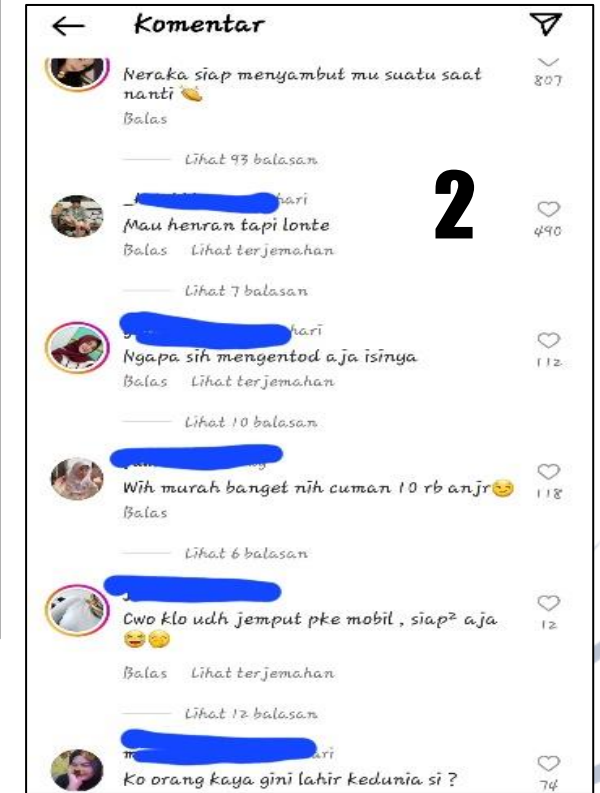 Komentar
Neraka siap menyambut mu suatu saat
nanti
807
Balas
Lihat 93 balasan
hari
2
Mau henran tapi lonte
490
Balas Lihat terjemahan
Lihat 7 balasan
hari
Ngapa sih mengentod aja isinya
112
Balas Lihat terjemahan
Lihat 10 balasan
Wih murah banget nih cuman 10 rb anjr😏
118
Balas
Lihat 6 balasan
Cwo klo udh jemput pke mobil , siap² aja
😂🤭
12
Balas Lihat terjemahan
Lihat 12 balasan
Ko orang kaya gini lahir kedunia si ?
74